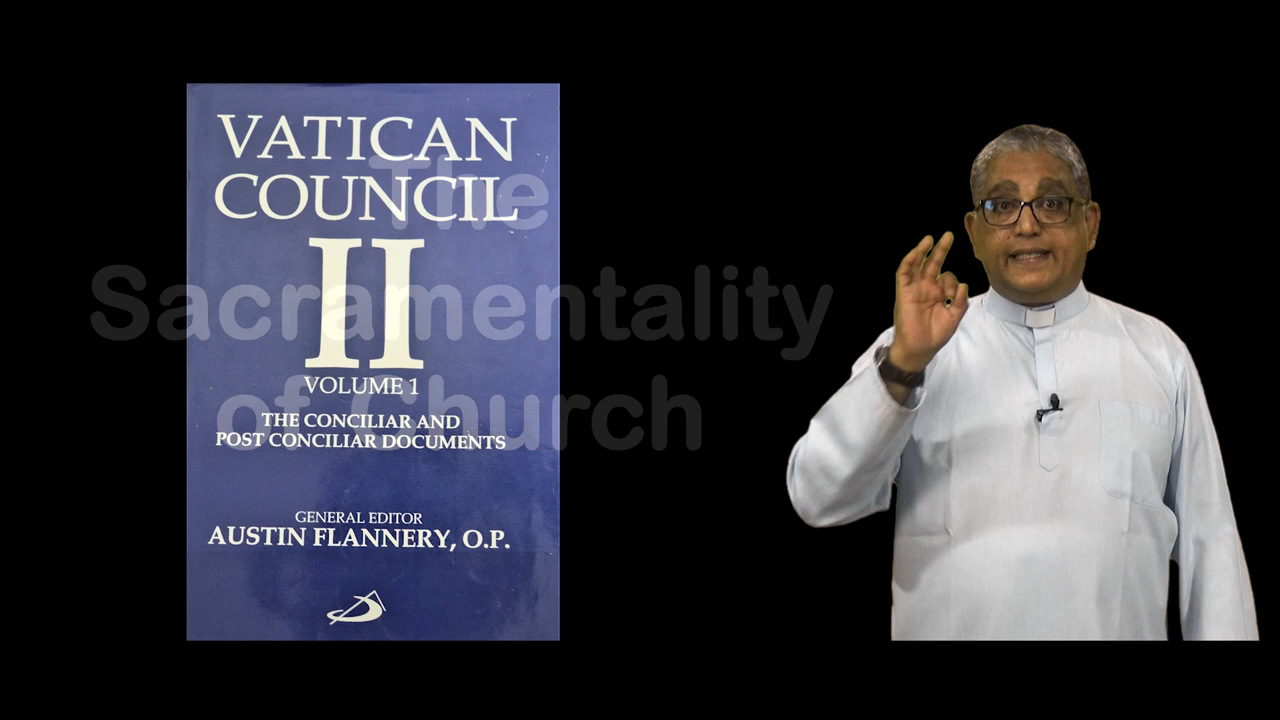 VATICAN
COUNCIL
II
VOLUME 1
THE CONCILIAR AND
POST CONCILIAR DOCUMENTS
GENERAL EDITOR
AUSTIN FLANNERY, O.P.
The
Sacramentality
of Church